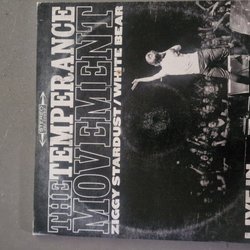 STEREO
THE TEMPERANCE
MOVEMENT
ZIGGY STARDUST / WHITE BEAR